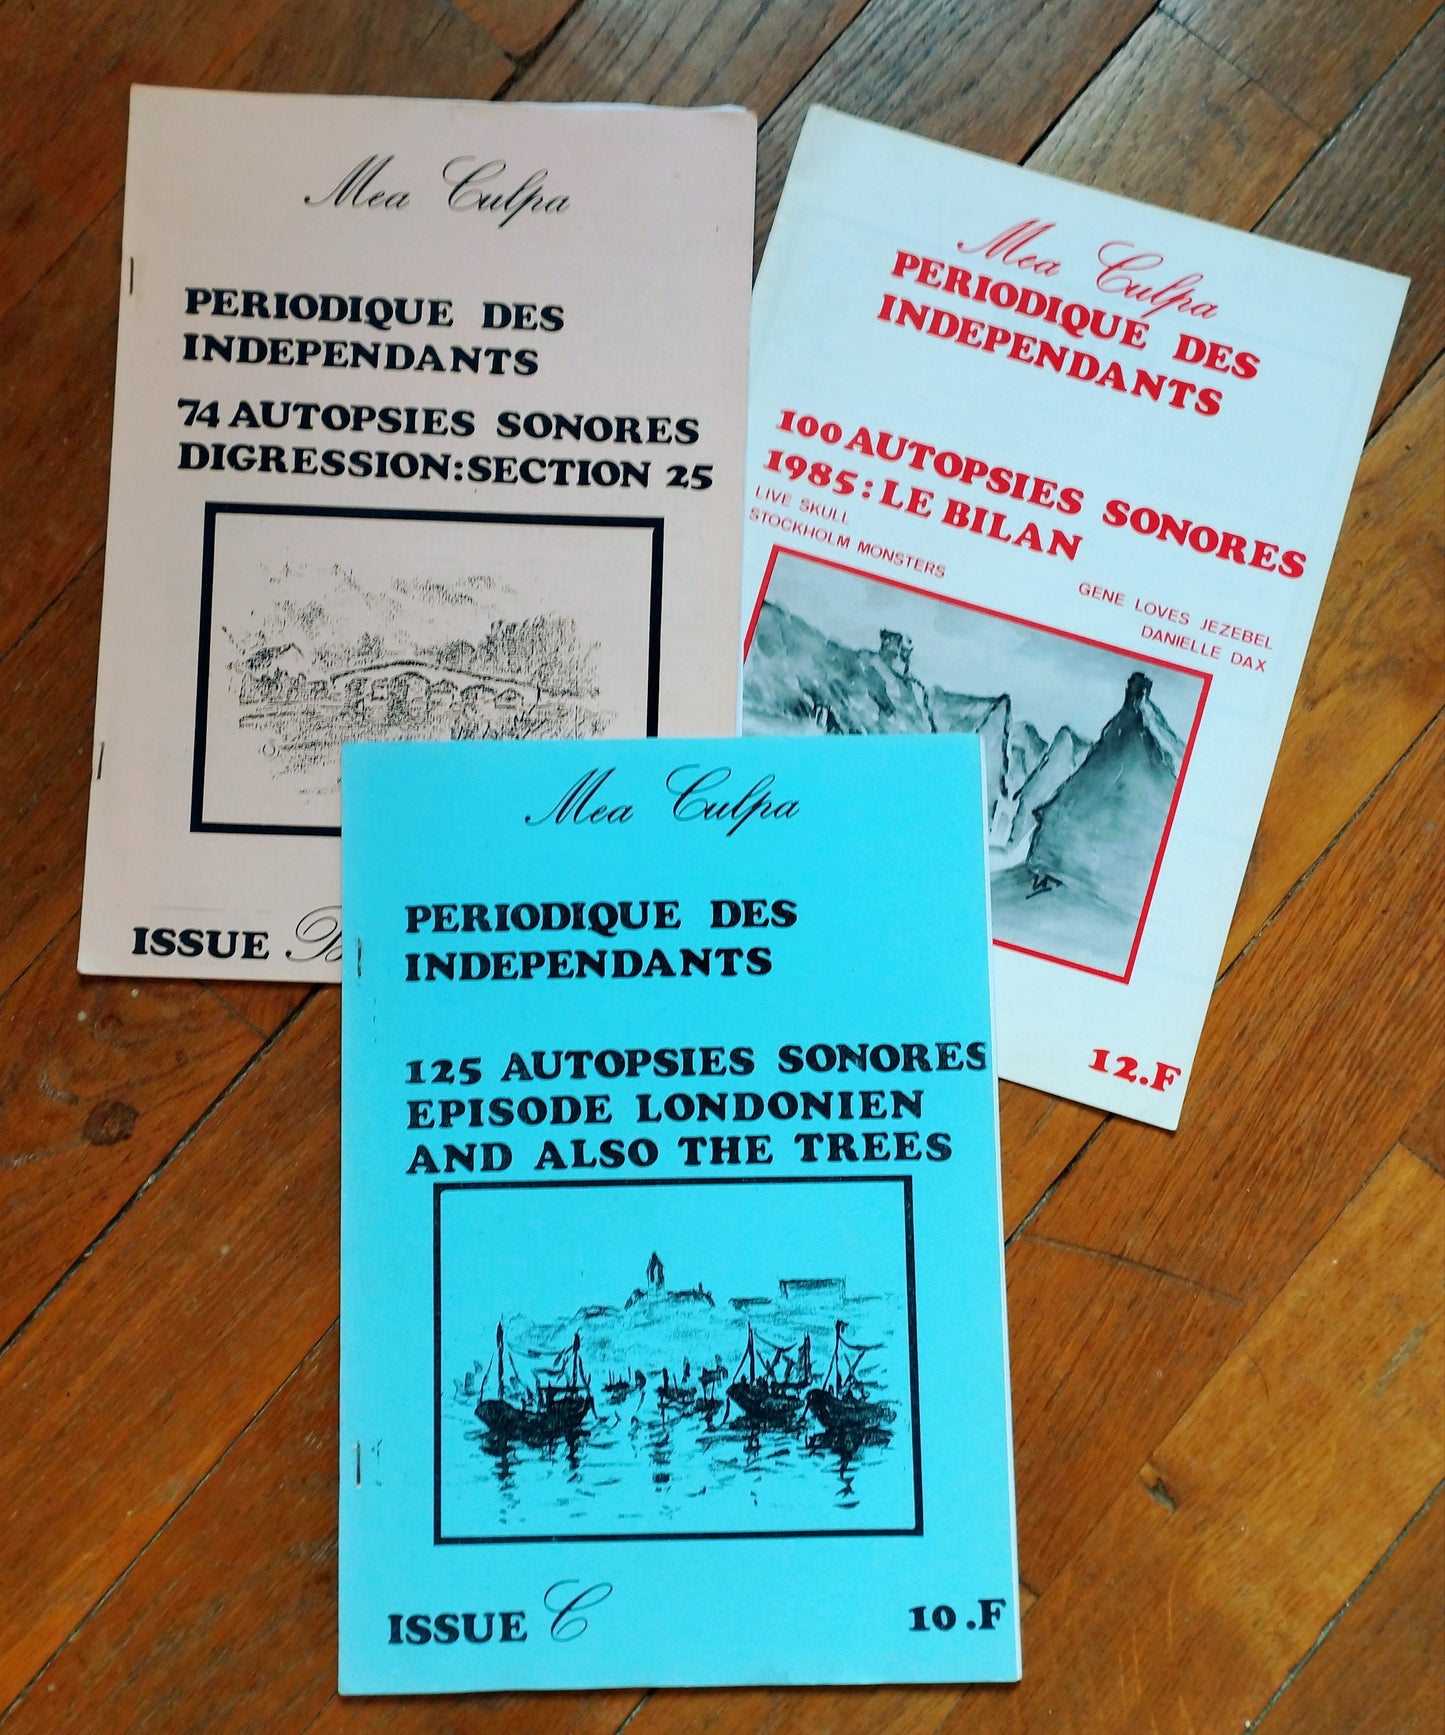 Mea Culpa
PERIODIQUE DES
INDEPENDANTS
74 AUTOPSIES SONORES
DIGRESSION:SECTION 25
ISSUE B
Mea Culpa
PERIODIQUE DES
INDEPENDANTS
100 AUTOPSIES SONORES
1985: LE BILAN
LIVE SKULL
STOCKHOLM MONSTERS
GENE LOVES JEZEBEL
DANIELLE DAX
12.F
Mea Culpa
PERIODIQUE DES
INDEPENDANTS
125 AUTOPSIES SONORES
EPISODE LONDONIEN
AND ALSO THE TREES
ISSUE C
10.F